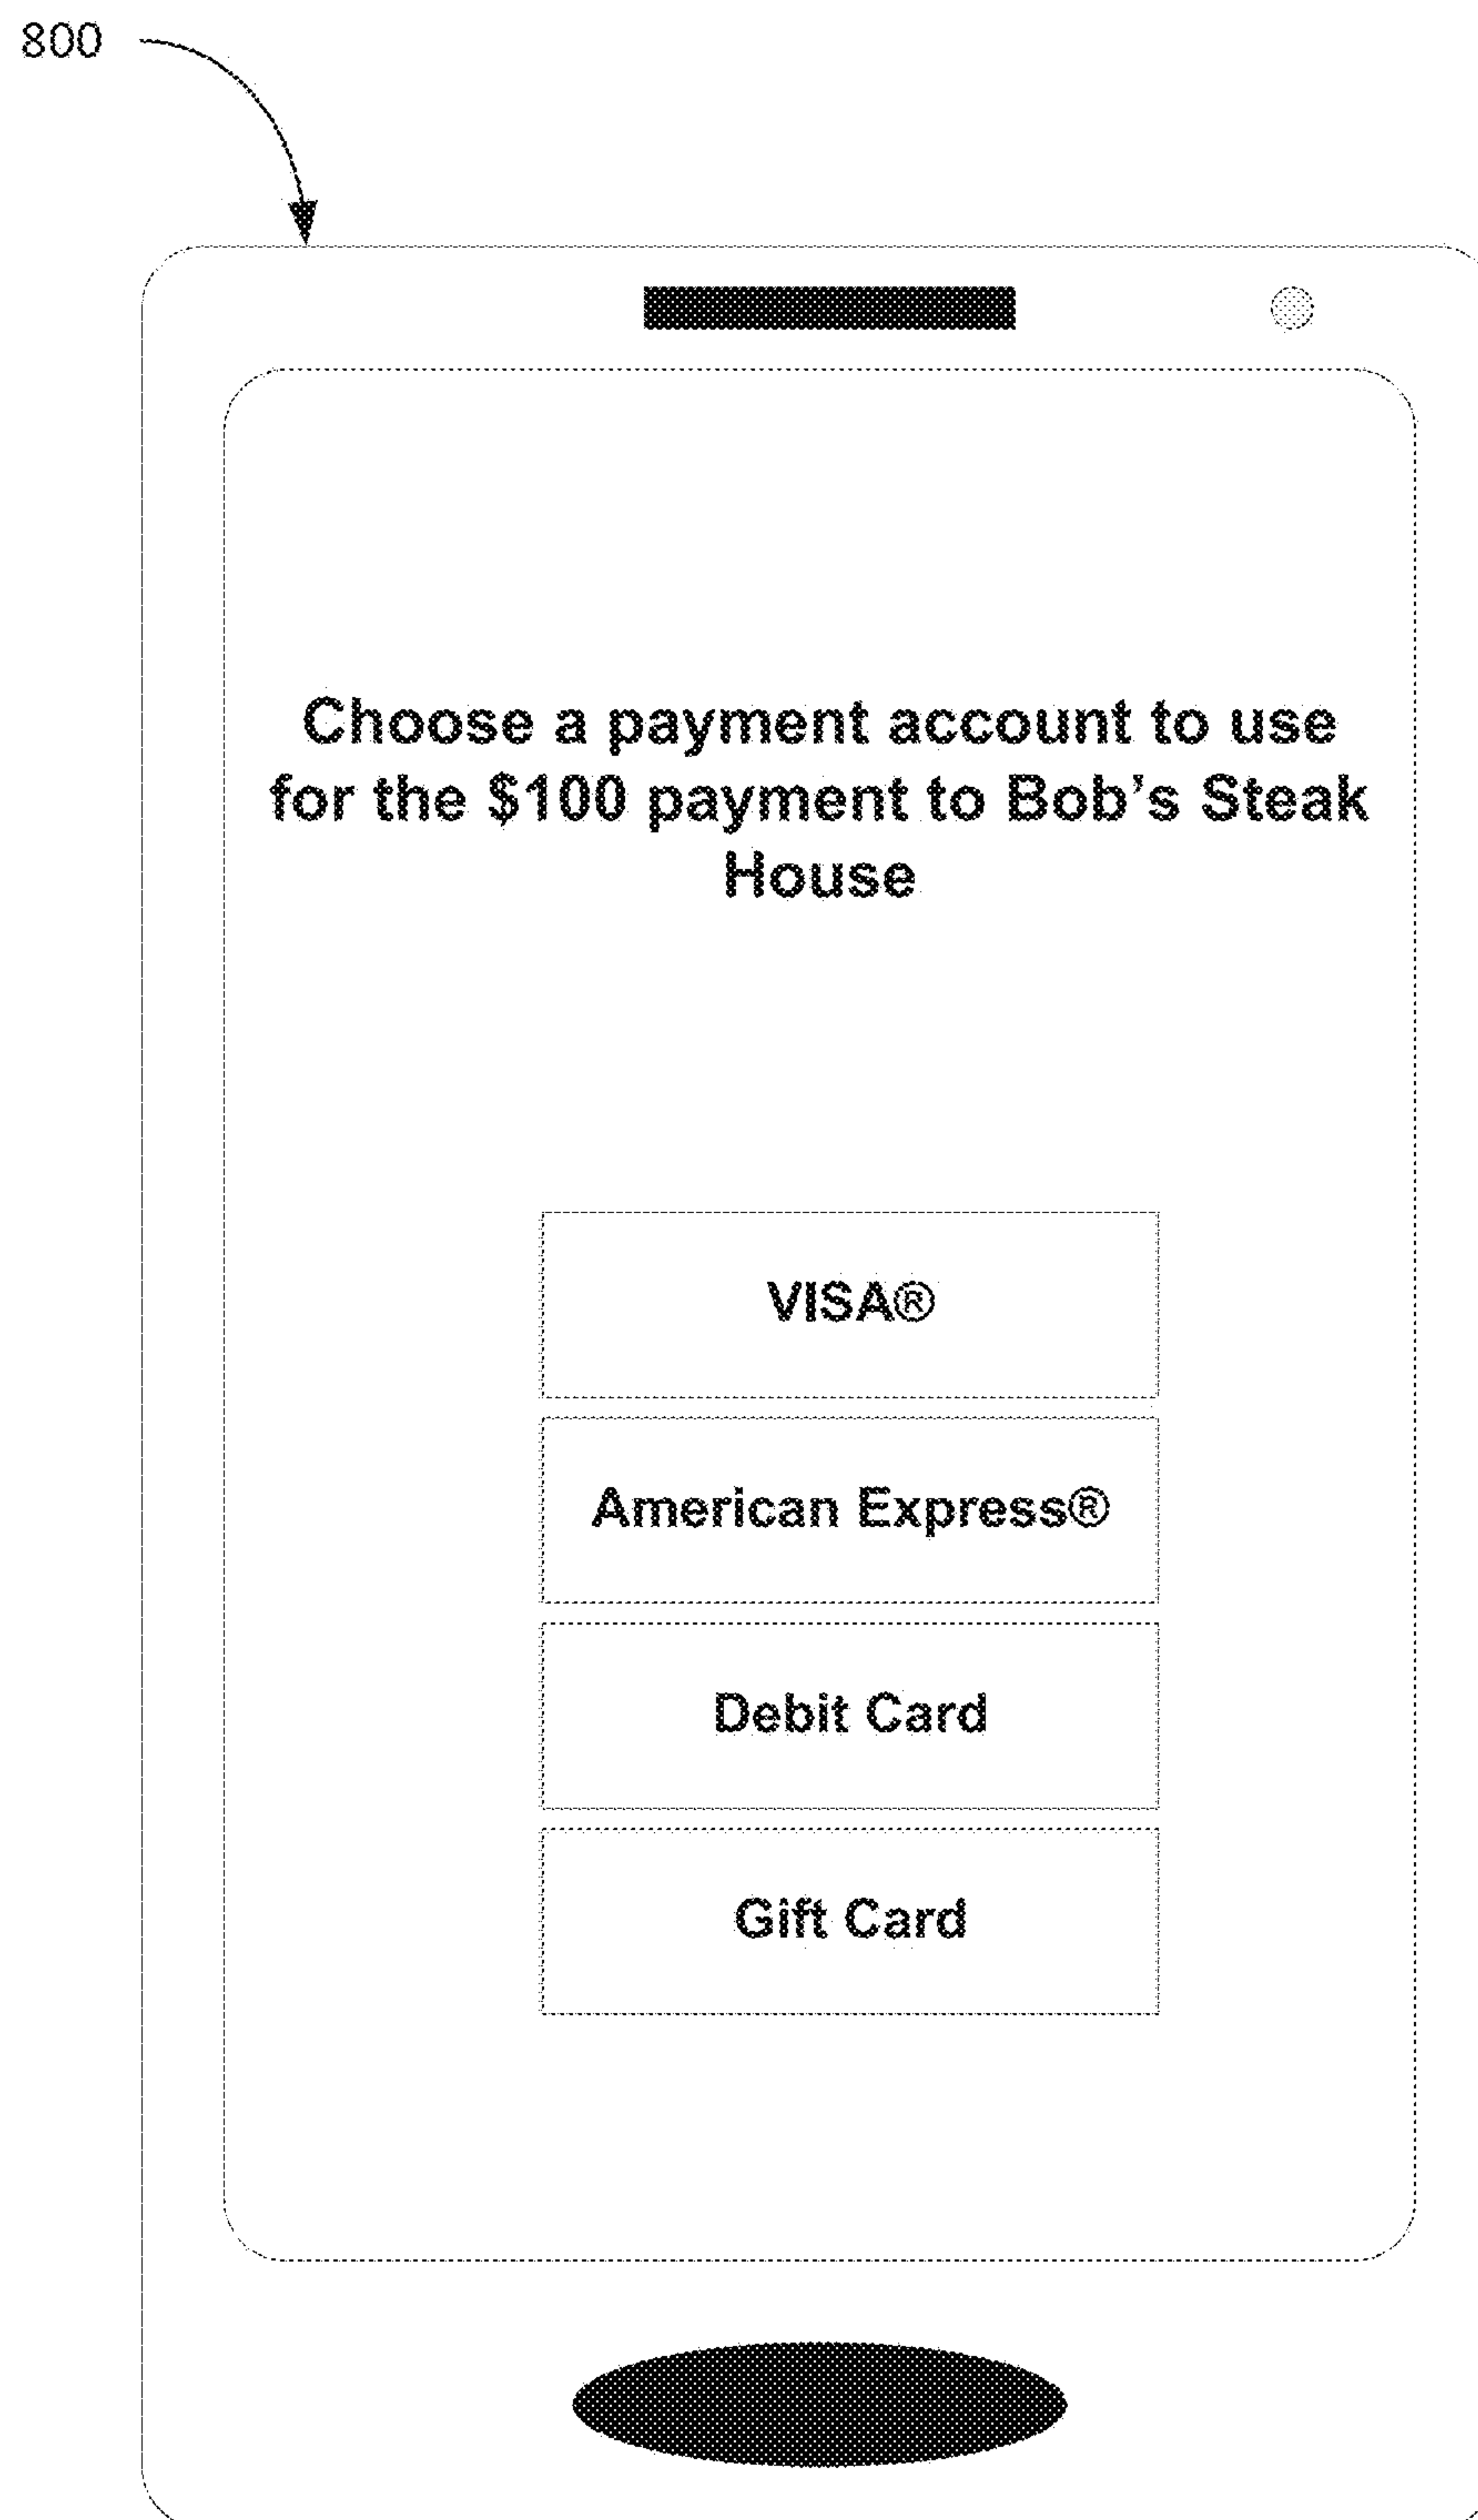 800
Choose a payment account to use
for the $100 payment to Bob’s Steak
House
VISA®
American Express®
Debit Card
Gift Card